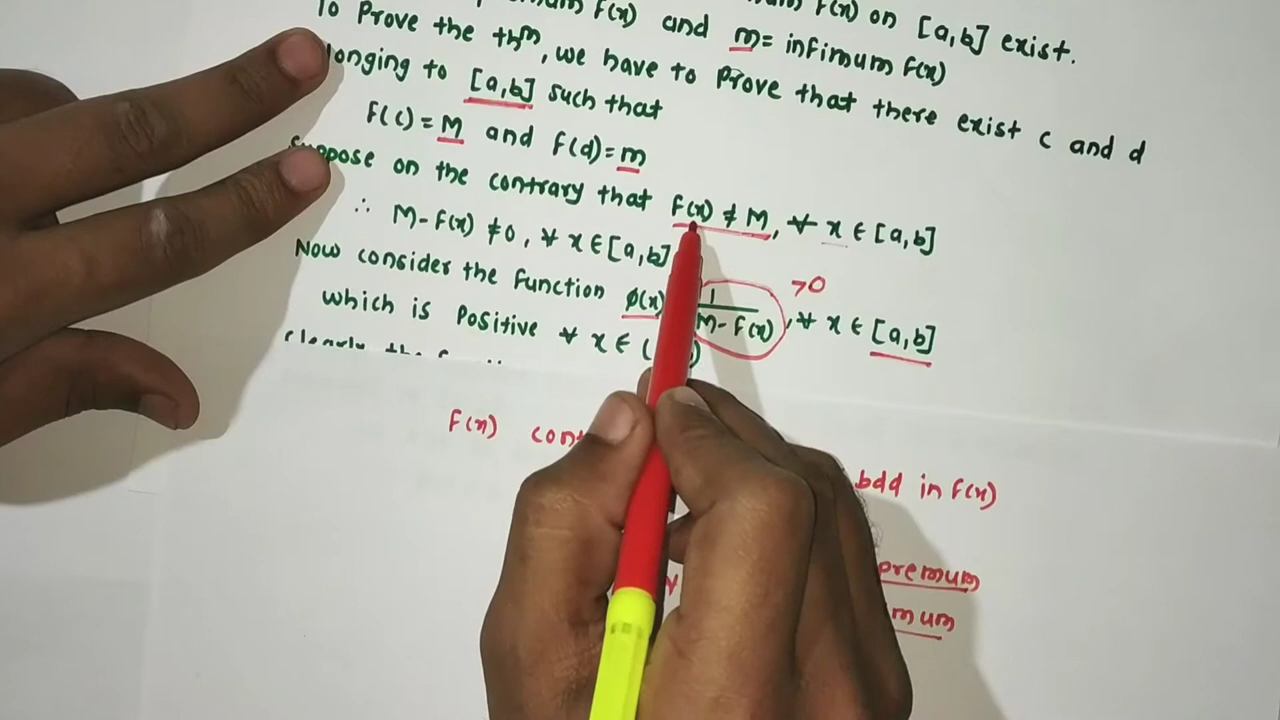 F(x) on [a,b] exist.
F(x) and m = infimum F(x)
To Prove the thm, we have to Prove that there exist c and d
longing to [a,b] such that
F(c) = M and F(d) = m
Suppose on the contrary that F(x) ≠ M, ∀ x ∈ [a,b]
∴ M - F(x) ≠ 0, ∀ x ∈ [a,b]
Now consider the function ϕ(x) 1/M - F(x), ∀ x ∈ [a,b]
>0
which is Positive ∀ x ∈
F(x) cont bdd in F(x)
premum
mum